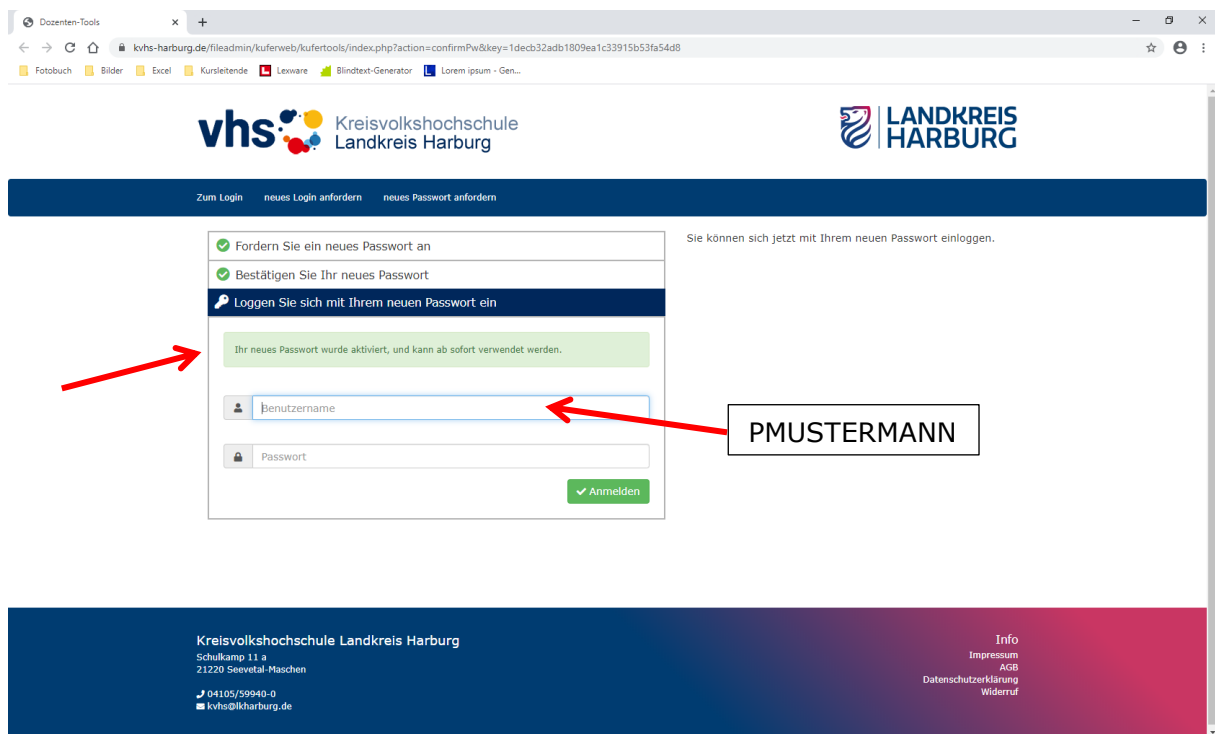 Dozenten-Tools
kvhs-harburg.de/fileadmin/kuferweb/kufertools/index.php?action=confirmPw&key=1decb32adb1809ea1c33915b53fa54d8
Fotobuch Bilder Excel Kursleitende Lexware Blindtext-Generator Lorem ipsum - Gen...
vhs Kreisvolkshochschule
Landkreis Harburg
LANDKREIS
HARBURG
Zum Login neues Login anfordern neues Passwort anfordern
Fordern Sie ein neues Passwort an
Bestätigen Sie Ihr neues Passwort
Loggen Sie sich mit Ihrem neuen Passwort ein
Ihr neues Passwort wurde aktiviert, und kann ab sofort verwendet werden.
Benutzername
Passwort
Anmelden
Sie können sich jetzt mit Ihrem neuen Passwort einloggen.
PMUSTERMANN
Kreisvolkshochschule Landkreis Harburg
Schulkamp 11 a
21220 Seevetal-Maschen
04105/59940-0
kvhs@lkharburg.de
Info
Impressum
AGB
Datenschutzerklärung
Widerruf